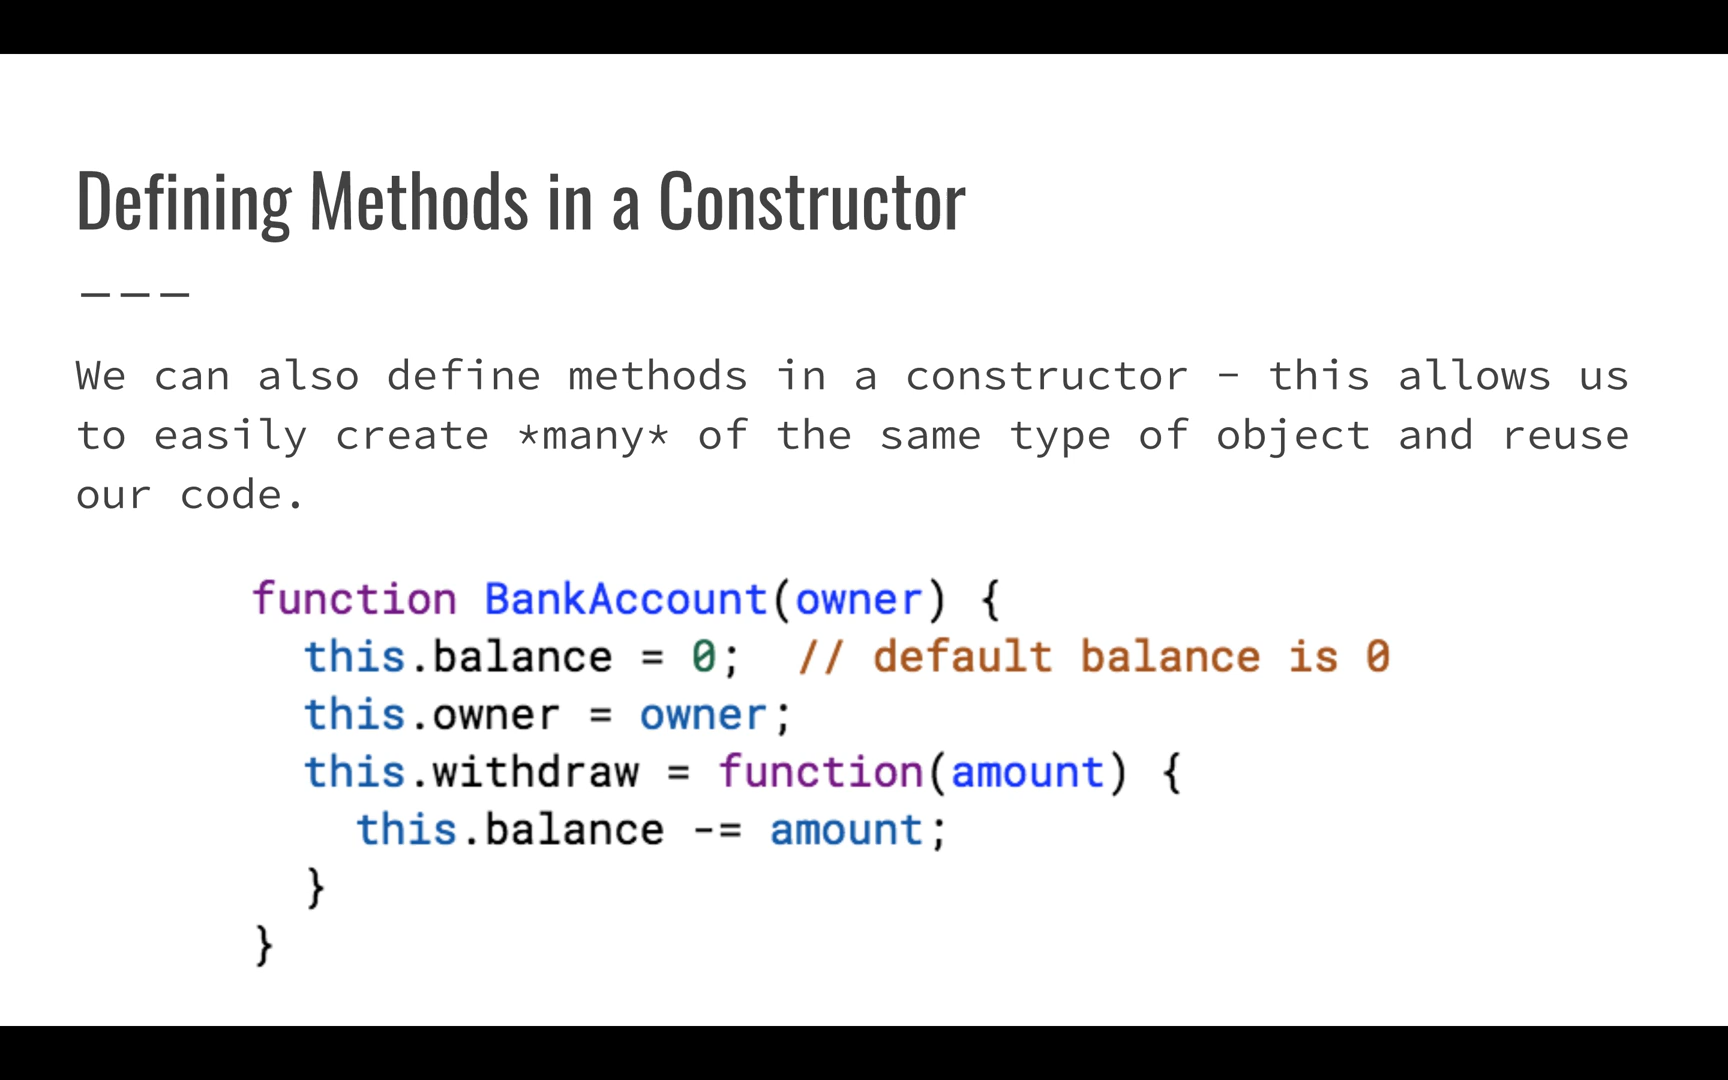 Defining Methods in a Constructor
———
We can also define methods in a constructor – this allows us
to easily create *many* of the same type of object and reuse
our code.
function BankAccount(owner) {
  this.balance = 0;  // default balance is 0
  this.owner = owner;
  this.withdraw = function(amount) {
    this.balance -= amount;
  }
}